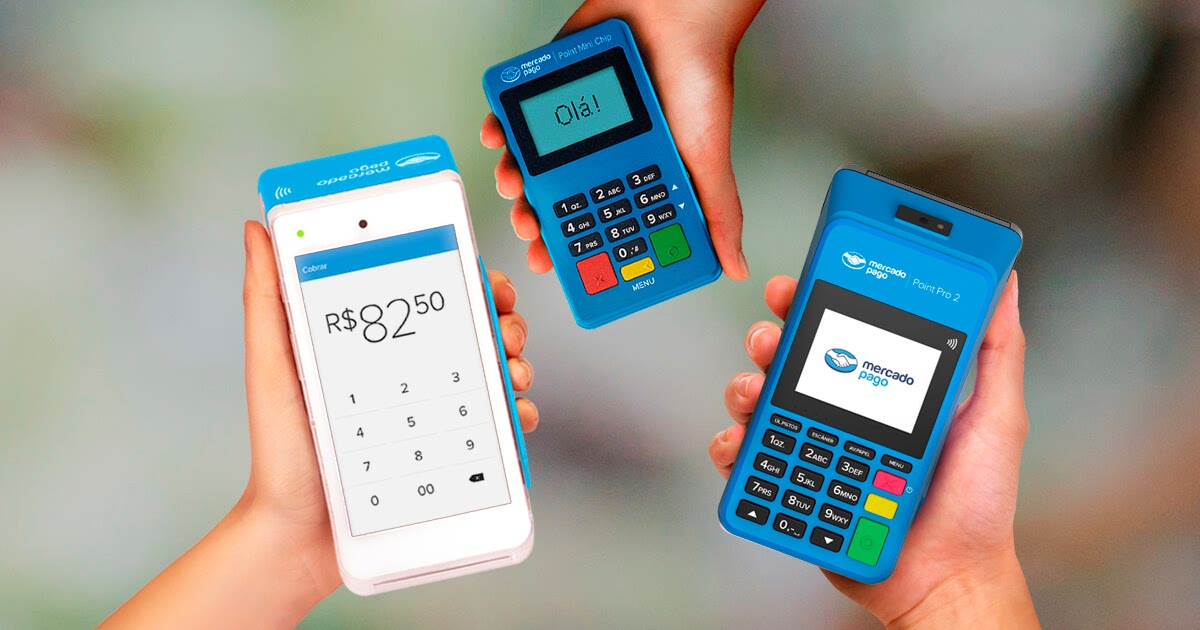 mercado
pago
Cobrar
R$8250
1 2 3
4 5 6
7 8 9
0 00
mercado
pago
Point Mini Chip
Olá!
1 QZ. 2 ABC 3 DEF
4 GHI 5 JKL 6 MNO
7 PRS 8 TUV 9 WXY
0
MENU
mercado
pago
Point Pro 2
mercado
pago
ESCÂNER MENU
1QZ. 2ABC 3DEF
4GHI 5JKL 6MNO
7PRS 8TUV 9WXY
0,-_